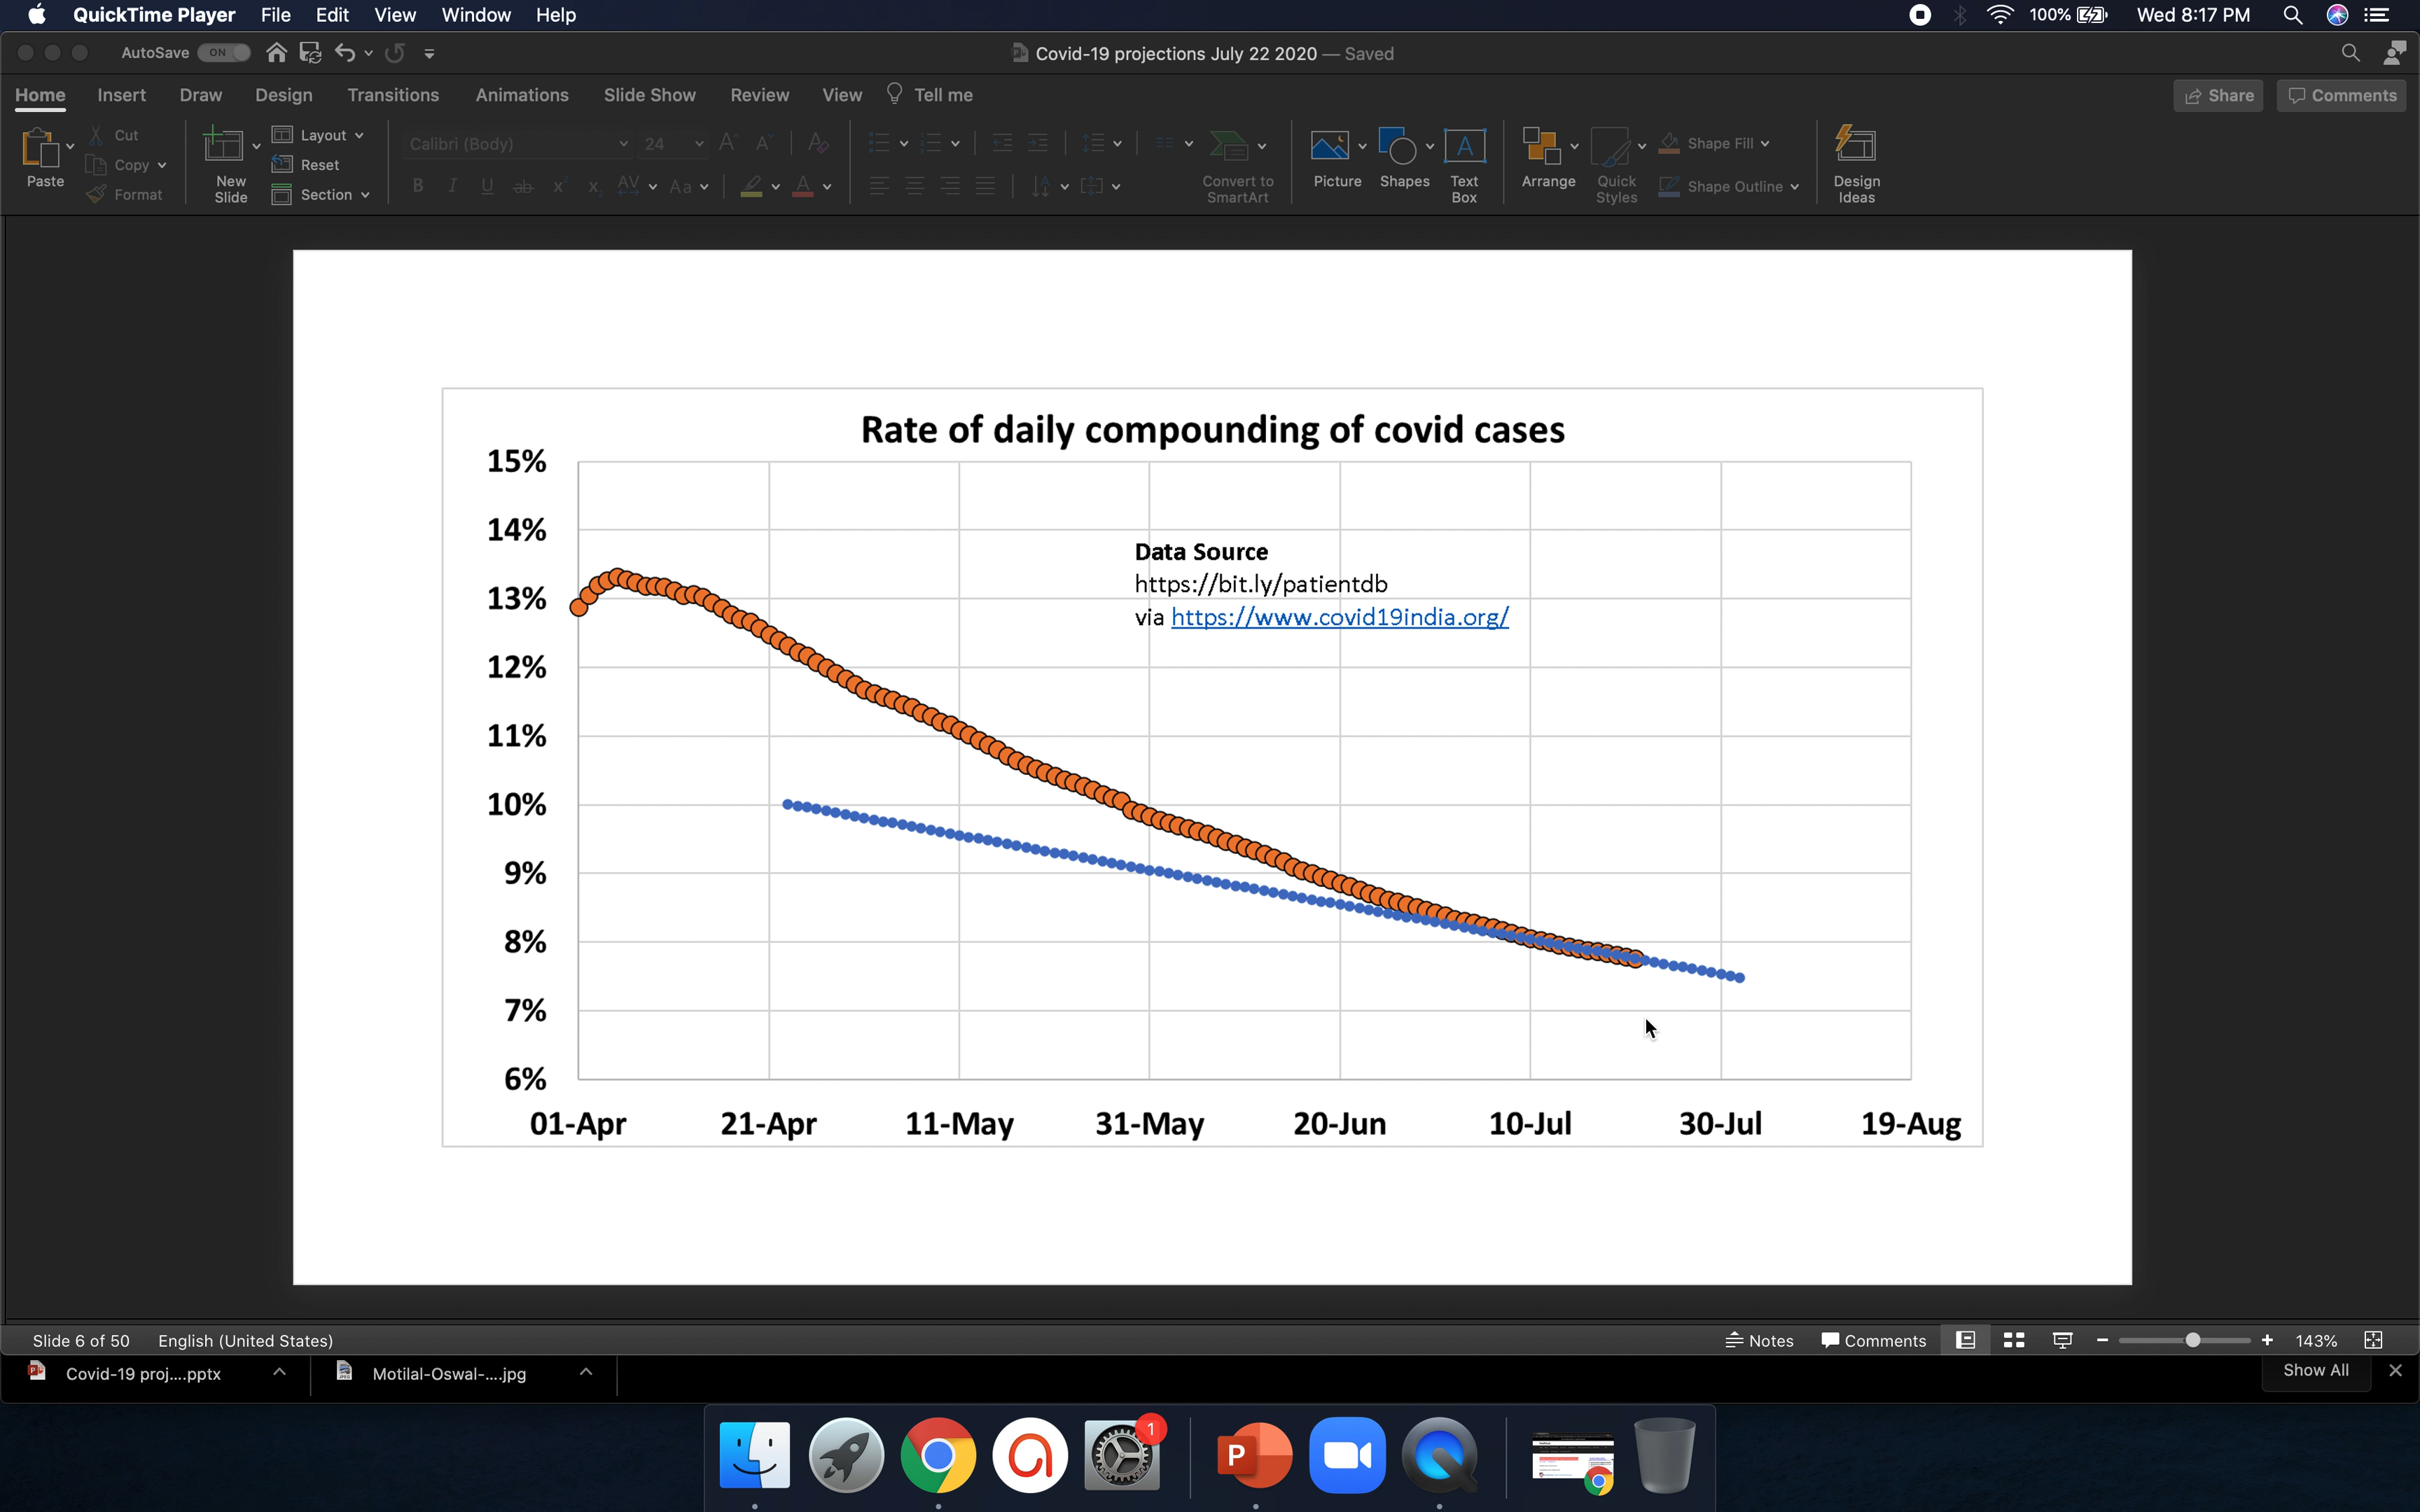 QuickTime Player File Edit View Window Help 100% Wed 8:17 PM
AutoSave ON Covid-19 projections July 22 2020 — Saved
Home Insert Draw Design Transitions Animations Slide Show Review View Tell me Share Comments
Paste Cut Copy Format
New Slide Layout Reset Section
Calibri (Body) 24
Convert to SmartArt
Picture Shapes Text Box
Arrange Quick Styles Shape Fill Shape Outline
Design Ideas
Rate of daily compounding of covid cases
15%
14%
13%
12%
11%
10%
9%
8%
7%
6%
Data Source
https://bit.ly/patientdb
via https://www.covid19india.org/
01-Apr 21-Apr 11-May 31-May 20-Jun 10-Jul 30-Jul 19-Aug
Slide 6 of 50 English (United States) Notes Comments 143%
Covid-19 proj....pptx Motilal-Oswal-....jpg Show All
1
P